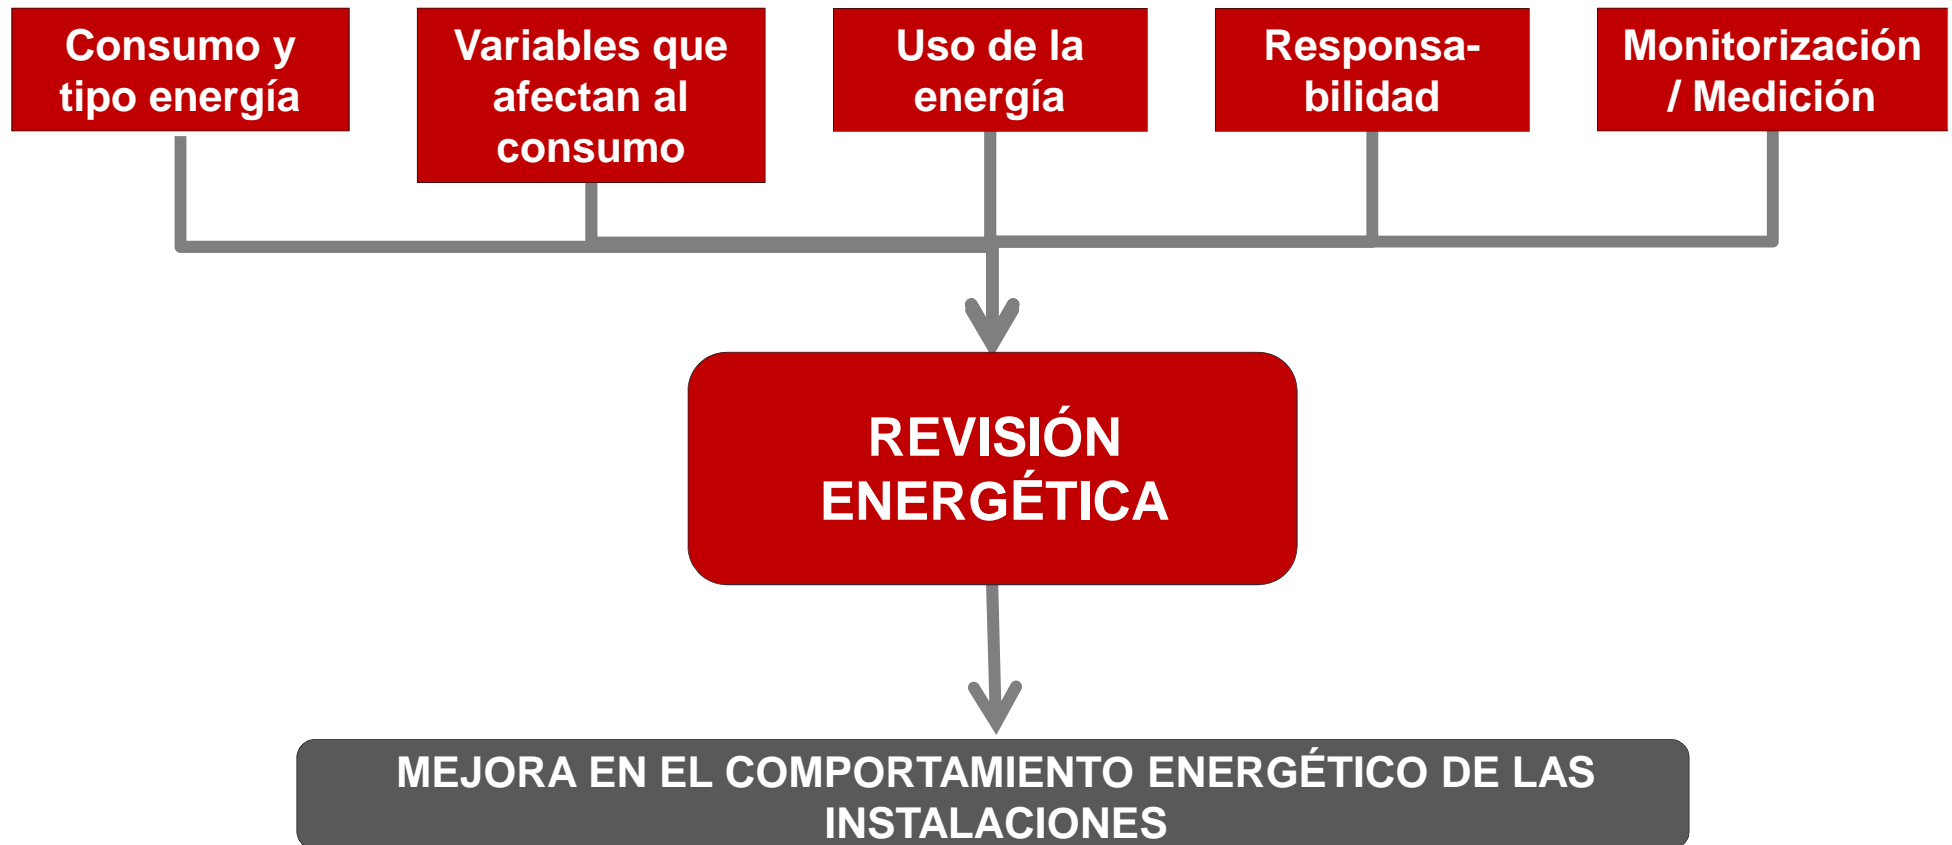 Consumo y
tipo energía
Variables que
afectan al
consumo
Uso de la
energía
Responsa-
bilidad
Monitorización
/ Medición
REVISIÓN
ENERGÉTICA
MEJORA EN EL COMPORTAMIENTO ENERGÉTICO DE LAS
INSTALACIONES